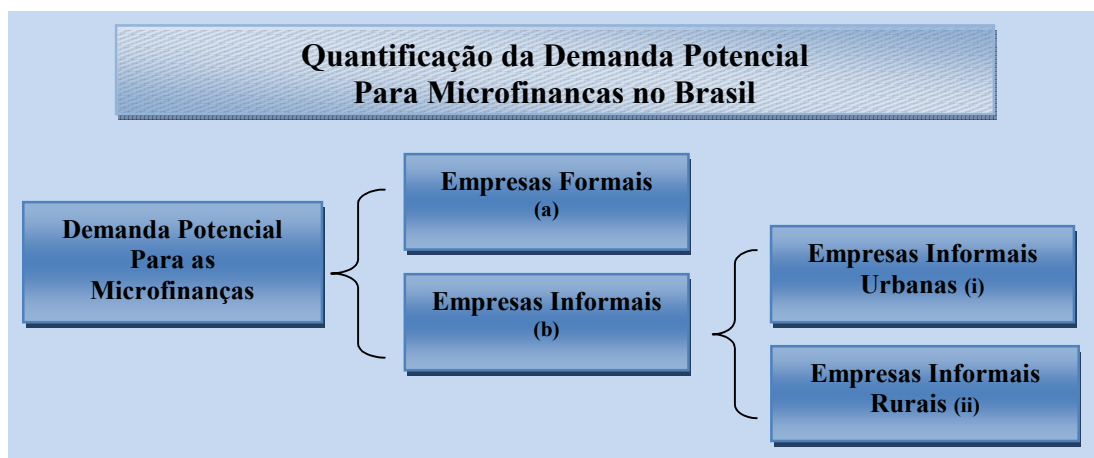 Quantificação da Demanda Potencial
Para Microfinancas no Brasil
Demanda Potencial
Para as
Microfinanças
Empresas Formais
(a)
Empresas Informais
(b)
Empresas Informais
Urbanas (i)
Empresas Informais
Rurais (ii)